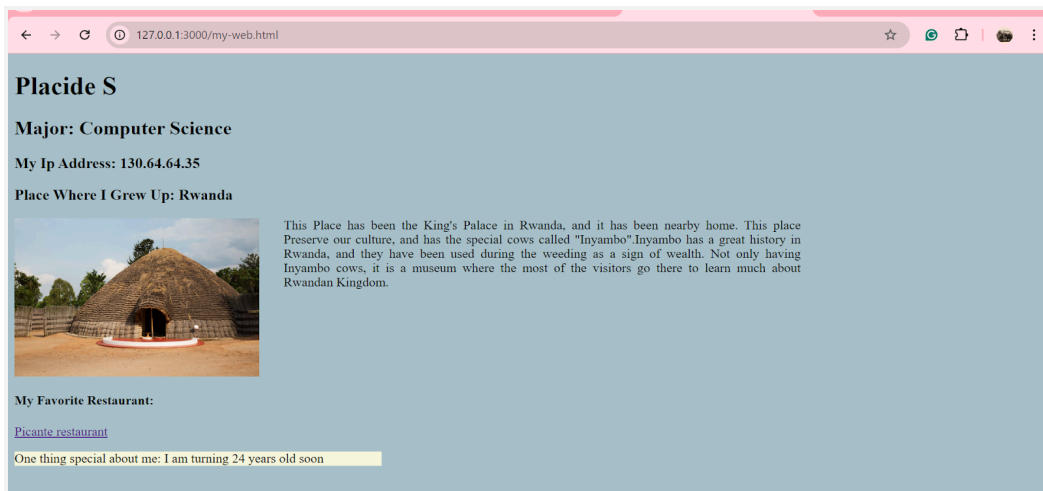 127.0.0.1:3000/my-web.html
Placide S
Major: Computer Science
My Ip Address: 130.64.64.35
Place Where I Grew Up: Rwanda
This Place has been the King's Palace in Rwanda, and it has been nearby home. This place
Preserve our culture, and has the special cows called "Inyambo".Inyambo has a great history in
Rwanda, and they have been used during the weeding as a sign of wealth. Not only having
Inyambo cows, it is a museum where the most of the visitors go there to learn much about
Rwandan Kingdom.
My Favorite Restaurant:
Picante restaurant
One thing special about me: I am turning 24 years old soon